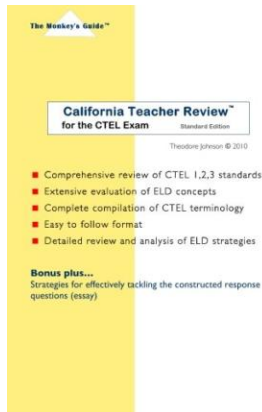 The Monkey's Guide™
California Teacher Review™
for the CTEL Exam Standard Edition
Theodore Johnson © 2010
Comprehensive review of CTEL 1,2,3 standards
Extensive evaluation of ELD concepts
Complete compilation of CTEL terminology
Easy to follow format
Detailed review and analysis of ELD strategies
Bonus plus...
Strategies for effectively tackling the constructed response
questions (essay)